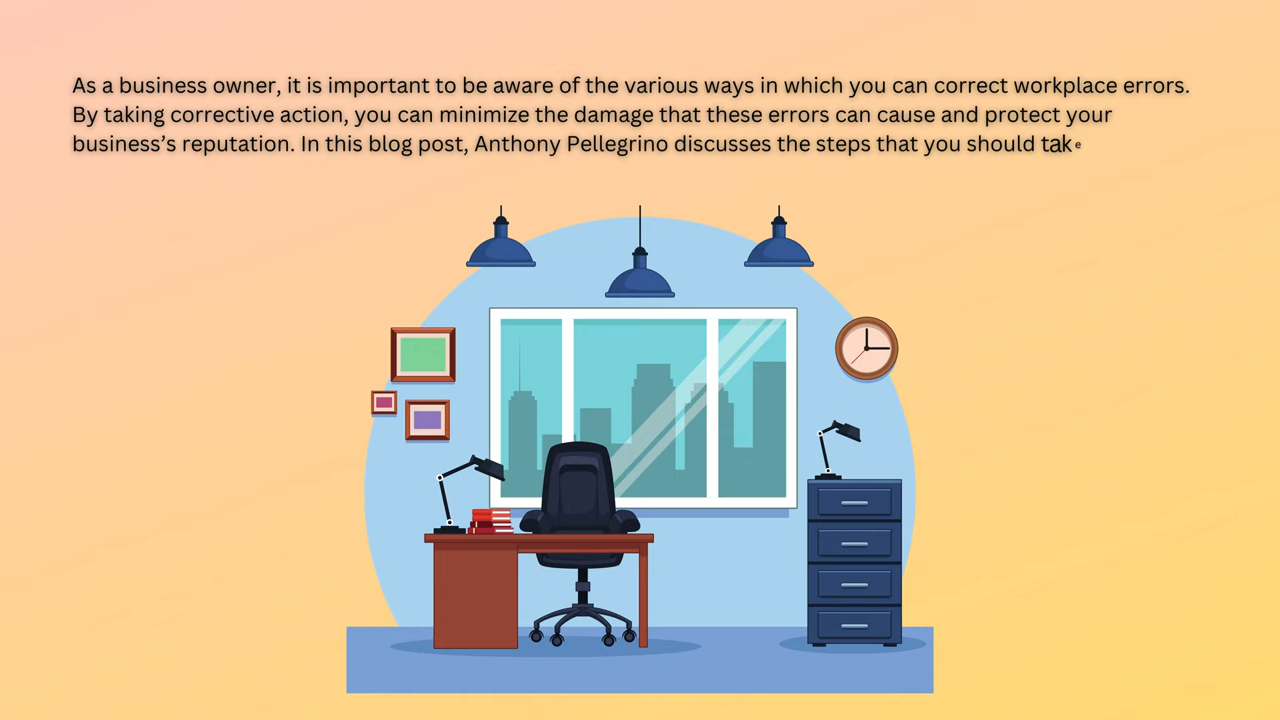 As a business owner, it is important to be aware of the various ways in which you can correct workplace errors.
By taking corrective action, you can minimize the damage that these errors can cause and protect your
business’s reputation. In this blog post, Anthony Pellegrino discusses the steps that you should take